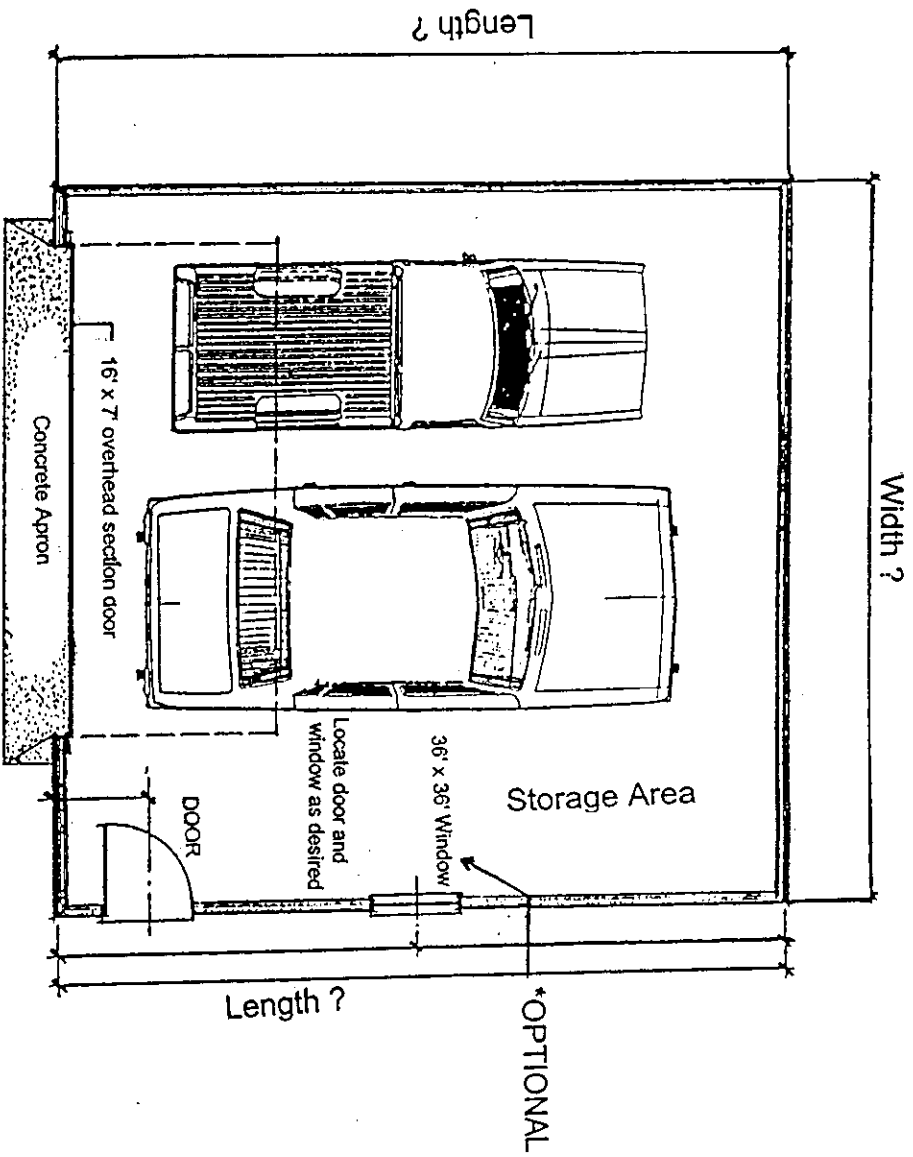 Length ?
Width ?
16' x 7' overhead section door
Concrete Apron
DOOR
Locate door and
window as desired
36' x 36' Window
Storage Area
Length ?
*OPTIONAL